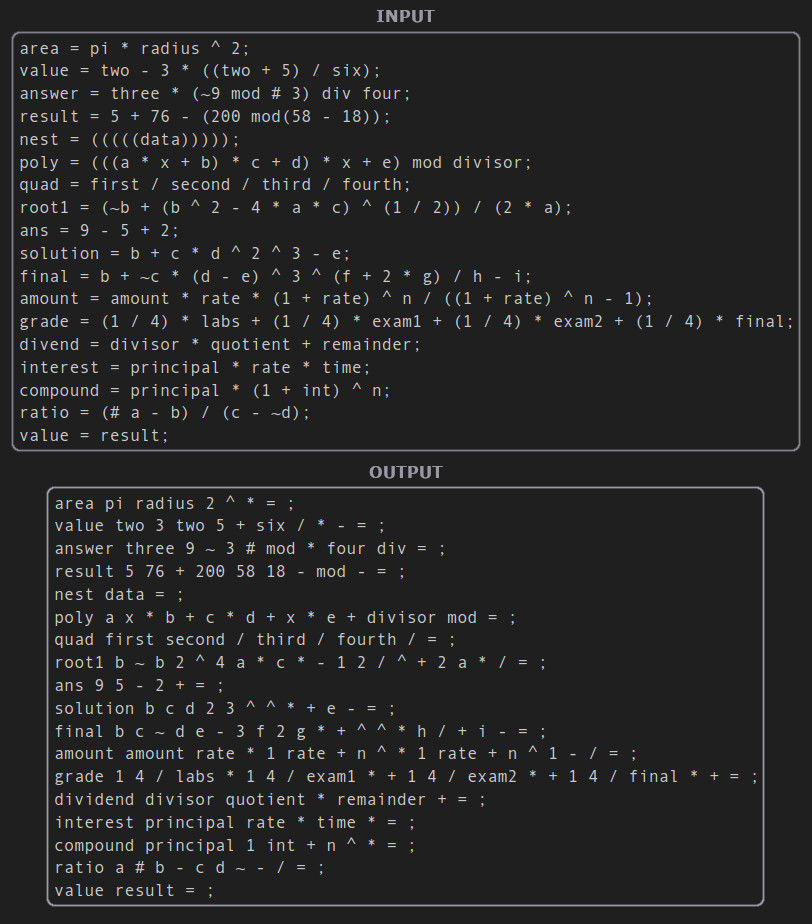 INPUT
area = pi * radius ^ 2;
value = two - 3 * ((two + 5) / six);
answer = three * (~9 mod # 3) div four;
result = 5 + 76 - (200 mod(58 - 18));
nest = (((((data)))));
poly = (((a * x + b) * c + d) * x + e) mod divisor;
quad = first / second / third / fourth;
root1 = (~b + (b ^ 2 - 4 * a * c) ^ (1 / 2)) / (2 * a);
ans = 9 - 5 + 2;
solution = b + c * d ^ 2 ^ 3 - e;
final = b + ~c * (d - e) ^ 3 ^ (f + 2 * g) / h - i;
amount = amount * rate * (1 + rate) ^ n / ((1 + rate) ^ n - 1);
grade = (1 / 4) * labs + (1 / 4) * exam1 + (1 / 4) * exam2 + (1 / 4) * final;
divend = divisor * quotient + remainder;
interest = principal * rate * time;
compound = principal * (1 + int) ^ n;
ratio = (# a - b) / (c - ~d);
value = result;
OUTPUT
area pi radius 2 ^ * = ;
value two 3 two 5 + six / * - = ;
answer three 9 ~ 3 # mod * four div = ;
result 5 76 + 200 58 18 - mod - = ;
nest data = ;
poly a x * b + c * d + x * e + divisor mod = ;
quad first second / third / fourth / = ;
root1 b ~ b 2 ^ 4 a * c * - 1 2 / ^ + 2 a * / = ;
ans 9 5 - 2 + = ;
solution b c d 2 3 ^ ^ * + e - = ;
final b c ~ d e - 3 f 2 g * + ^ ^ * h / + i - = ;
amount amount rate * 1 rate + n ^ * 1 rate + n ^ 1 - / = ;
grade 1 4 / labs * 1 4 / exam1 * + 1 4 / exam2 * + 1 4 / final * + = ;
dividend divisor quotient * remainder + = ;
interest principal rate * time * = ;
compound principal 1 int + n ^ * = ;
ratio a # b - c d ~ - / = ;
value result = ;